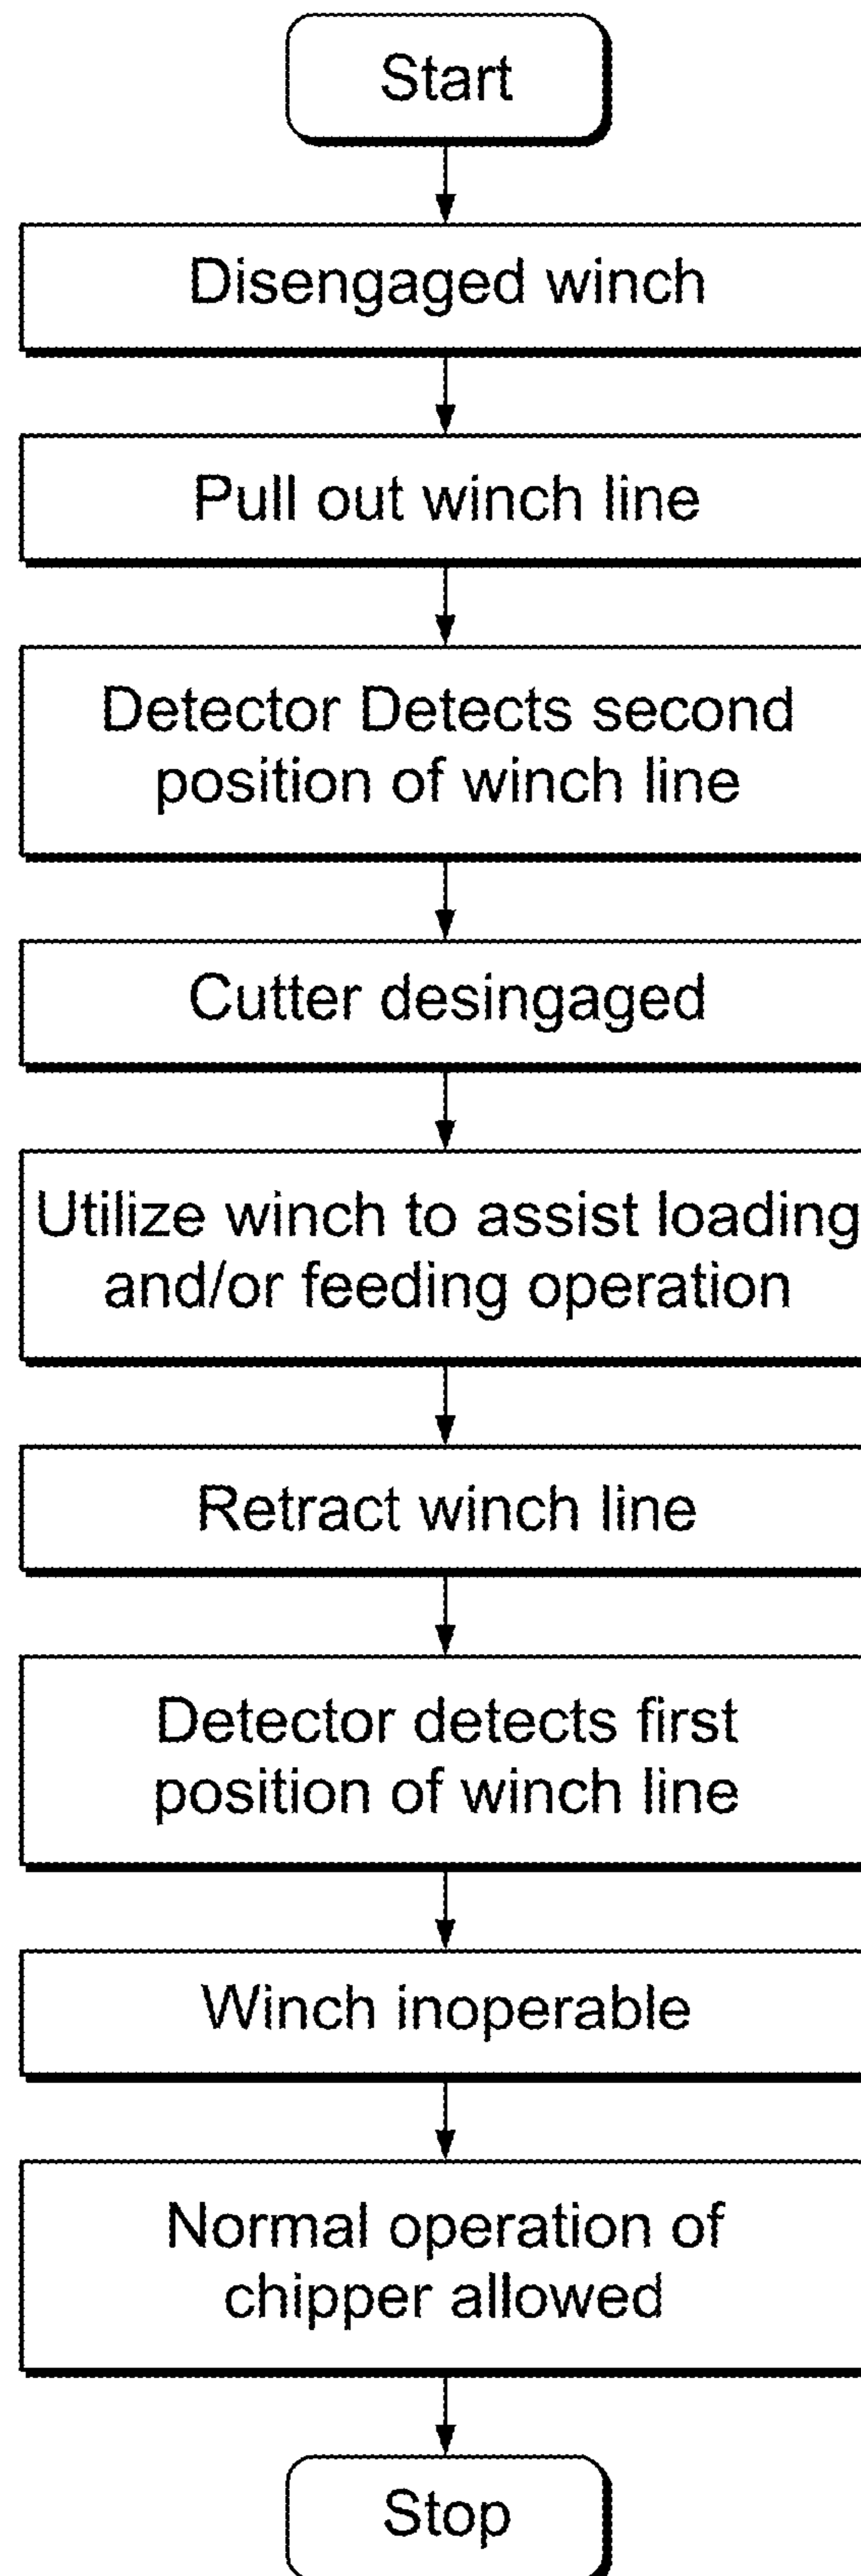 Start
Disengaged winch
Pull out winch line
Detector Detects second
position of winch line
Cutter desingaged
Utilize winch to assist loading
and/or feeding operation
Retract winch line
Detector detects first
position of winch line
Winch inoperable
Normal operation of
chipper allowed
Stop